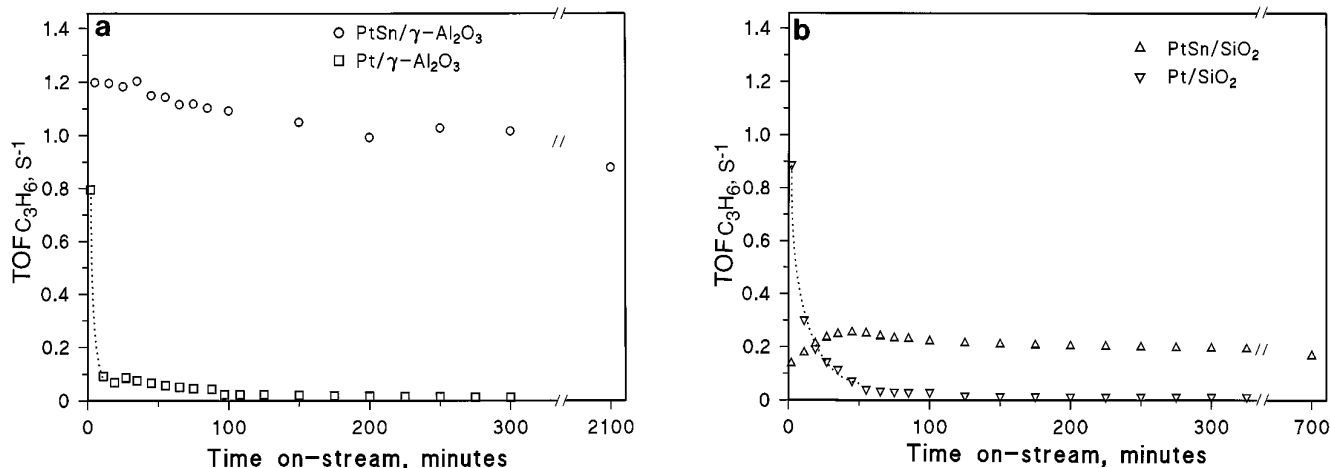 a
1.4
1.2
1.0
0.8
0.6
0.4
0.2
0
TOF C₃H₆, S⁻¹
PtSn/γ-Al₂O₃
Pt/γ-Al₂O₃
//
//
//
0 100 200 300 2100
Time on-stream, minutes
b
1.4
1.2
1.0
0.8
0.6
0.4
0.2
0
TOF C₃H₆, S⁻¹
PtSn/SiO₂
Pt/SiO₂
//
//
//
0 100 200 300 700
Time on-stream, minutes